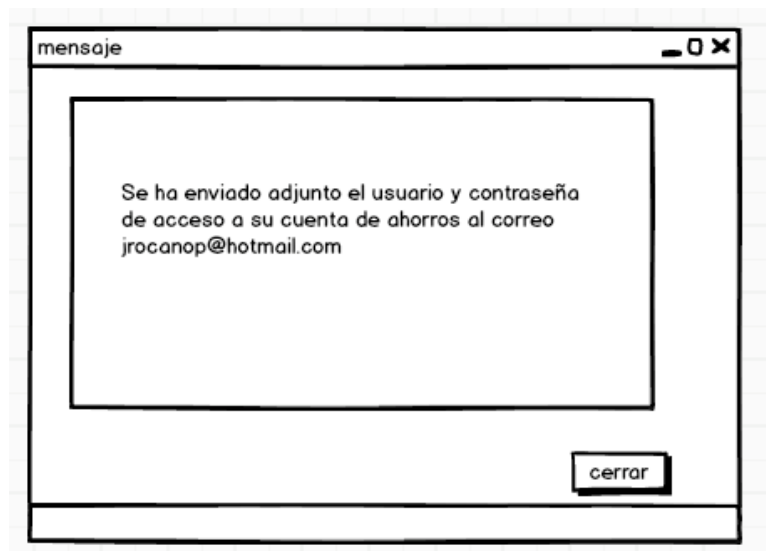 mensaje
Se ha enviado adjunto el usuario y contraseña
de acceso a su cuenta de ahorros al correo
jrocanop@hotmail.com
cerrar